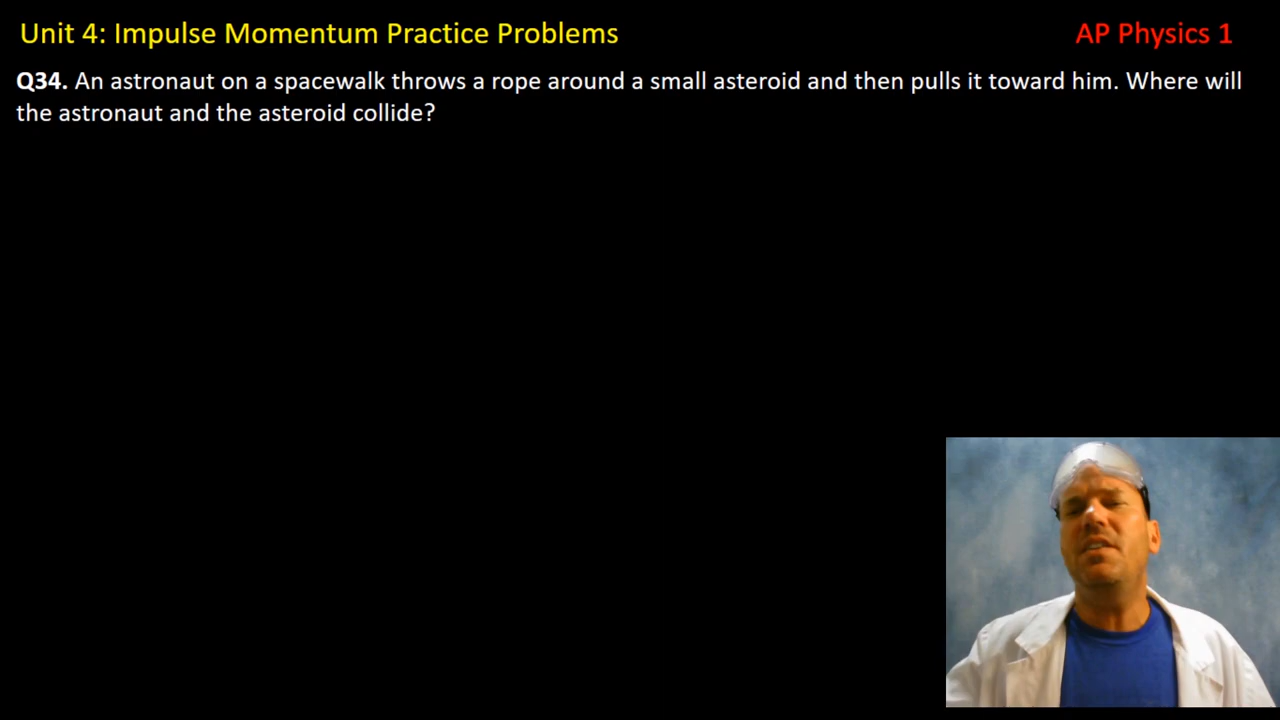 Unit 4: Impulse Momentum Practice Problems
AP Physics 1
Q34. An astronaut on a spacewalk throws a rope around a small asteroid and then pulls it toward him. Where will
the astronaut and the asteroid collide?